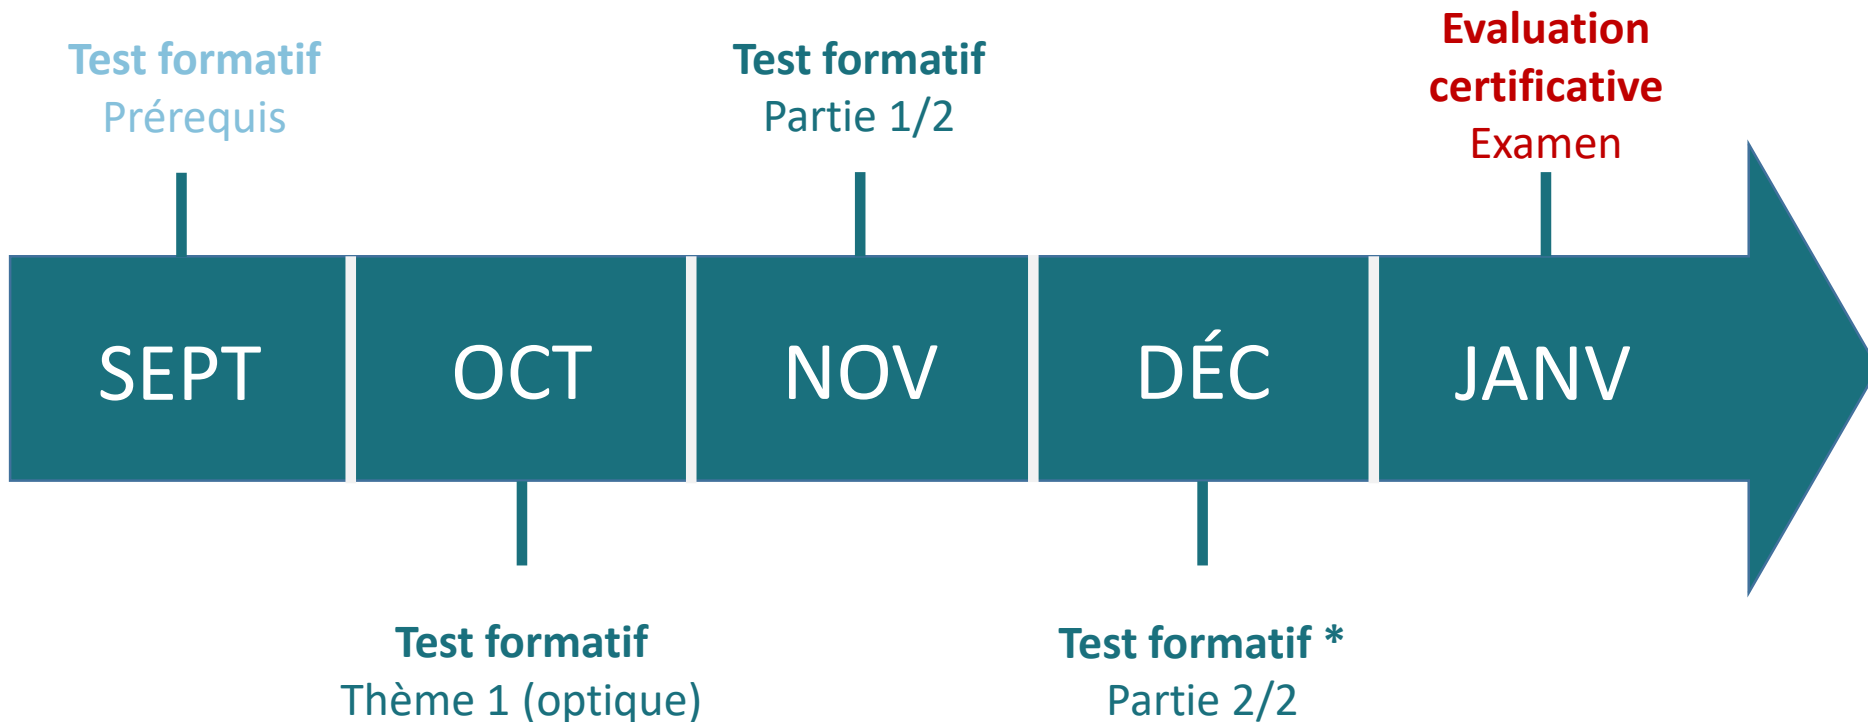 Test formatif
Prérequis
Test formatif
Partie 1/2
Evaluation
certificative
Examen
SEPT
OCT
NOV
DÉC
JANV
Test formatif
Thème 1 (optique)
Test formatif *
Partie 2/2